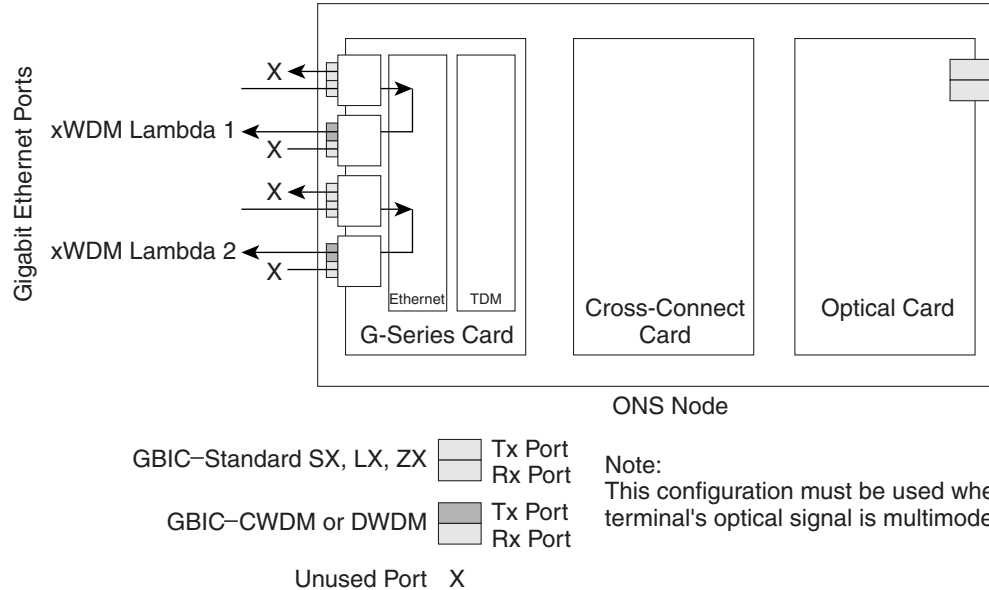 Gigabit Ethernet Ports
X
xWDM Lambda 1
X
X
xWDM Lambda 2
X
Ethernet
TDM
G-Series Card
Cross-Connect
Card
Optical Card
ONS Node
GBIC–Standard SX, LX, ZX
Tx Port
Rx Port
GBIC–CWDM or DWDM
Tx Port
Rx Port
Unused Port X
Note:
This configuration must be used whe
terminal's optical signal is multimode